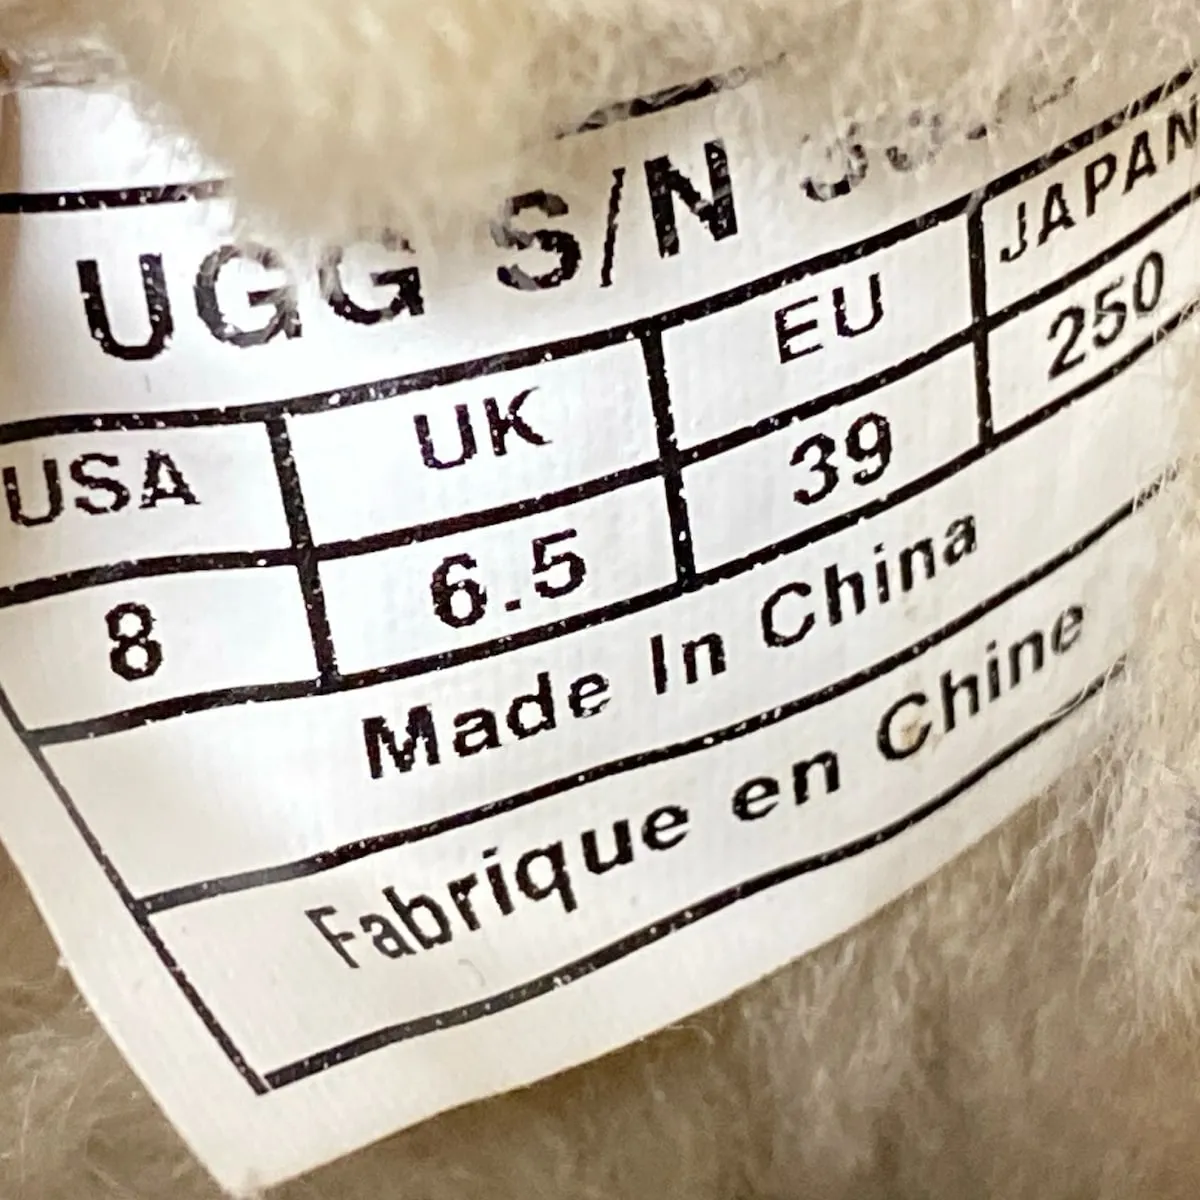 UGG S/N
USA UK EU JAPAN
8 6.5 39 250
Made In China
Fabrique en Chine